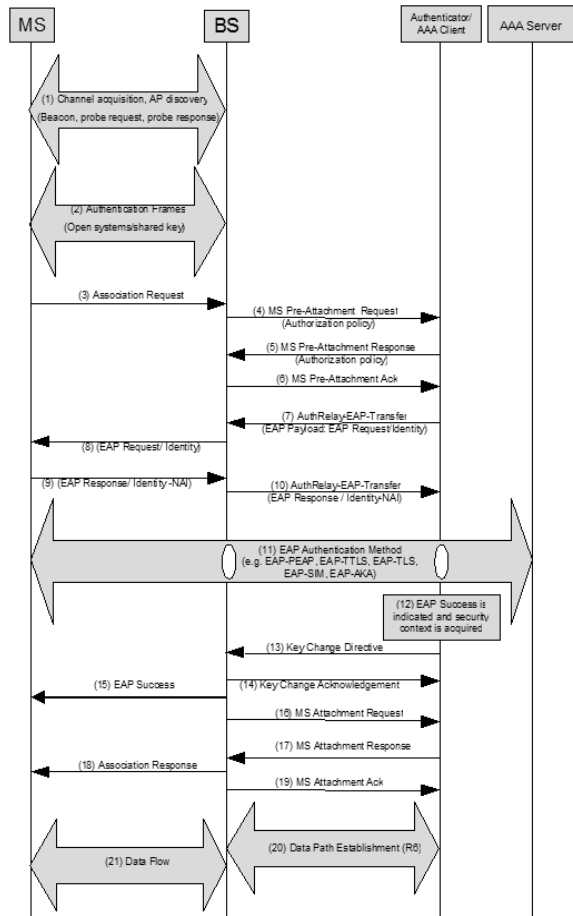 MS
BS
Authenticator/
AAA Client
AAA Server
(1) Channel acquisition, AP discovery
(Beacon, probe request, probe response)
(2) Authentication Frames
(Open systems/shared key)
(3) Association Request
(4) MS Pre-Attachment Request
(Authorization policy)
(5) MS Pre-Attachment Response
(Authorization policy)
(6) MS Pre-Attachment Ack
(7) AuthRelay-EAP-Transfer
(EAP Payload: EAP Request/Identity)
(8) (EAP Request/ Identity)
(9) (EAP Response/ Identity-NAI)
(10) AuthRelay-EAP-Transfer
(EAP Response / Identity-NAI)
(11) EAP Authentication Method
(e.g. EAP-PEAP, EAP-TTLS, EAP-TLS,
EAP-SIM, EAP-AKA)
(12) EAP Success is
indicated and security
context is acquired
(13) Key Change Directive
(14) Key Change Acknowledgement
(15) EAP Success
(16) MS Attachment Request
(17) MS Attachment Response
(18) Association Response
(19) MS Attachment Ack
(20) Data Path Establishment (R6)
(21) Data Flow